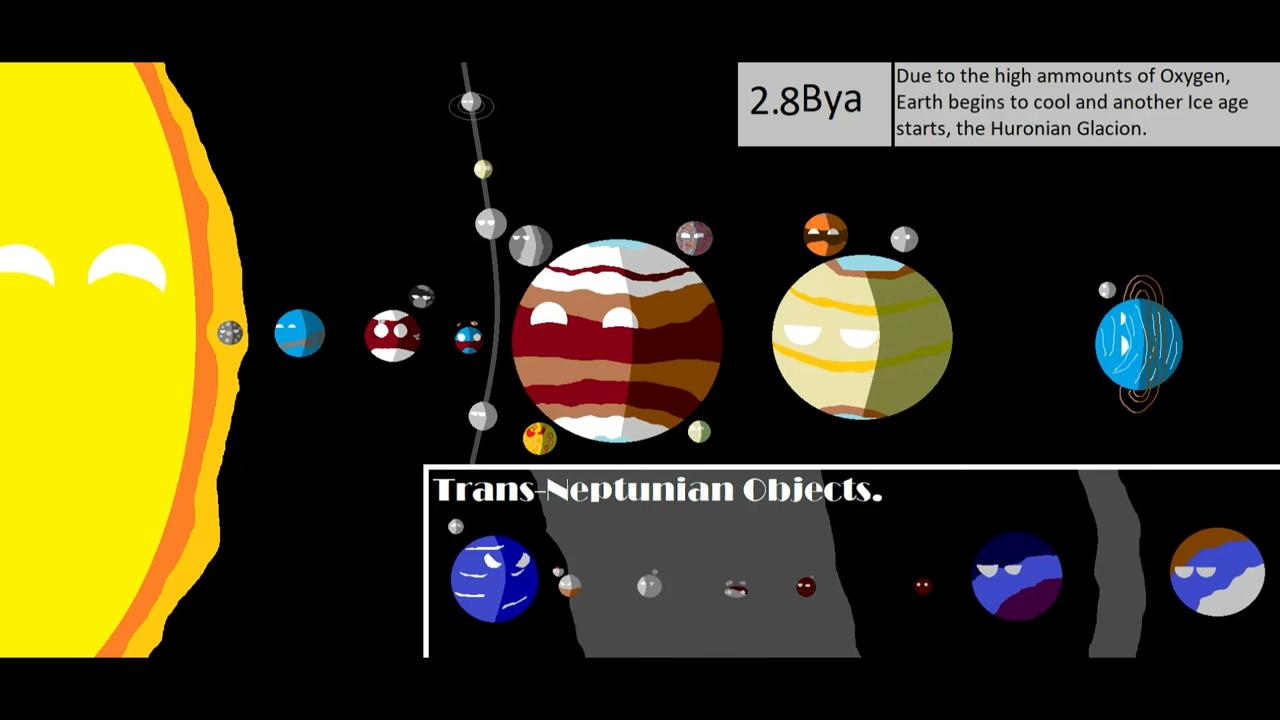 2.8Bya
Due to the high ammounts of Oxygen,
Earth begins to cool and another Ice age
starts, the Huronian Glacion.
Trans-Neptunian Objects.